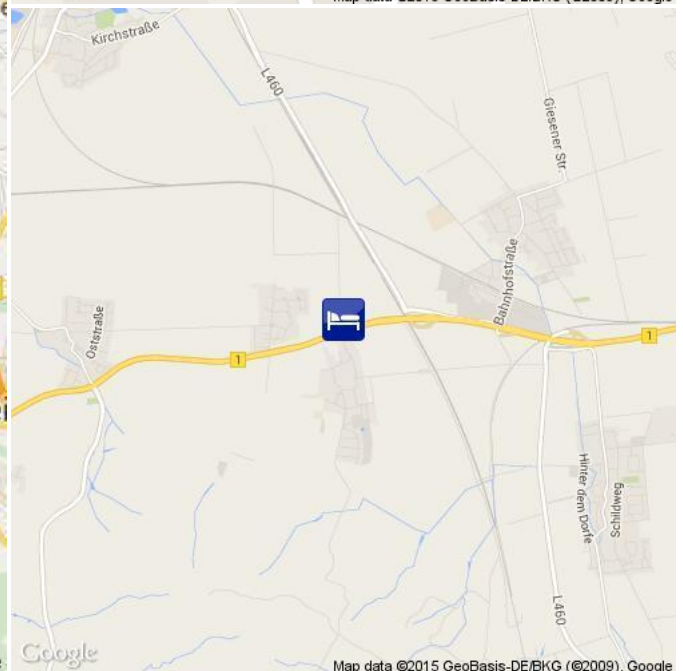 Kirchstraße
L460
Giesener Str.
Bahnhofstraße
Oststraße
1
1
Hinter dem Dorfe
Schildweg
L460
Google
Map data ©2015 GeoBasis-DE/BKG (©2009), Google